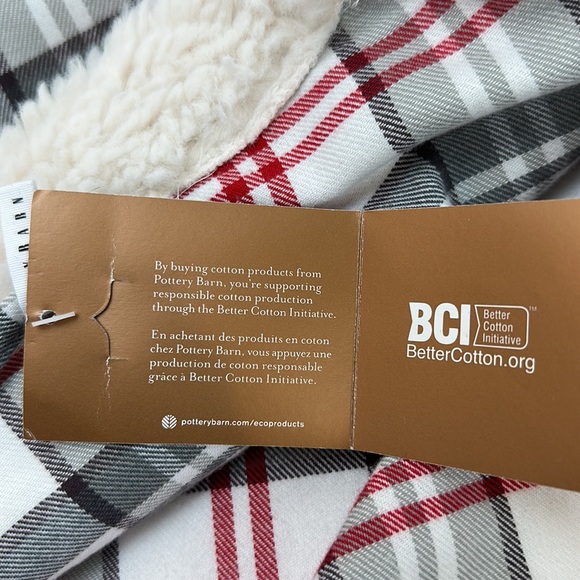 BARN
By buying cotton products from
Pottery Barn, you're supporting
responsible cotton production
through the Better Cotton Initiative.
En achetant des produits en coton
chez Pottery Barn, vous appuyez une
production de coton responsable
grâce à Better Cotton Initiative.
potterybarn.com/ecoproducts
BCI
Better
Cotton
Initiative
™
BetterCotton.org